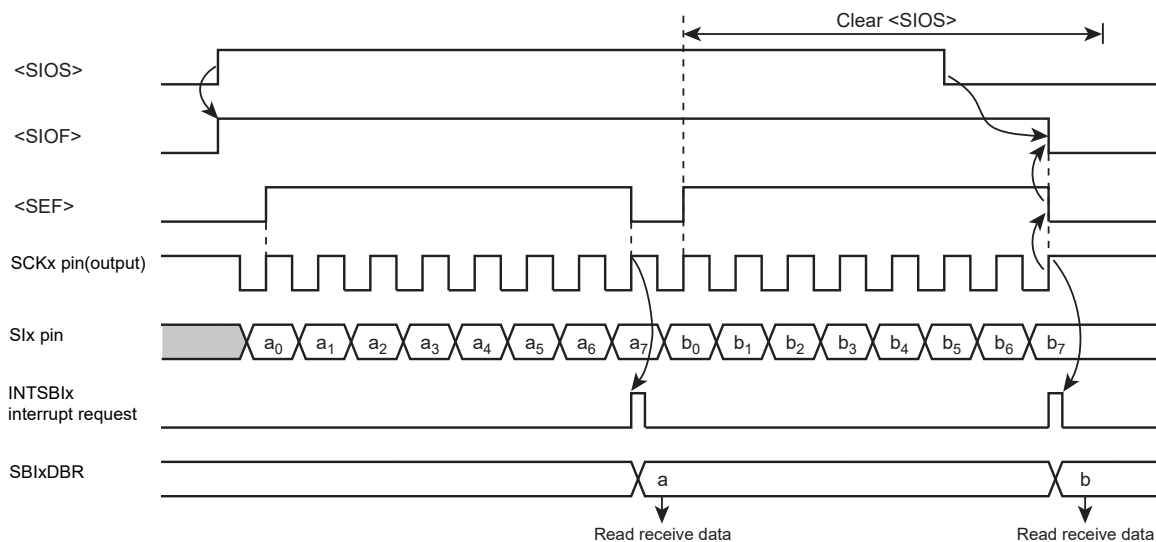 Clear <SIOS>
<SIOS>
<SIOF>
<SEF>
SCKx pin(output)
SIx pin
a0 a1 a2 a3 a4 a5 a6 a7 b0 b1 b2 b3 b4 b5 b6 b7
INTSBIx
interrupt request
SBIxDBR
a b
Read receive data Read receive data